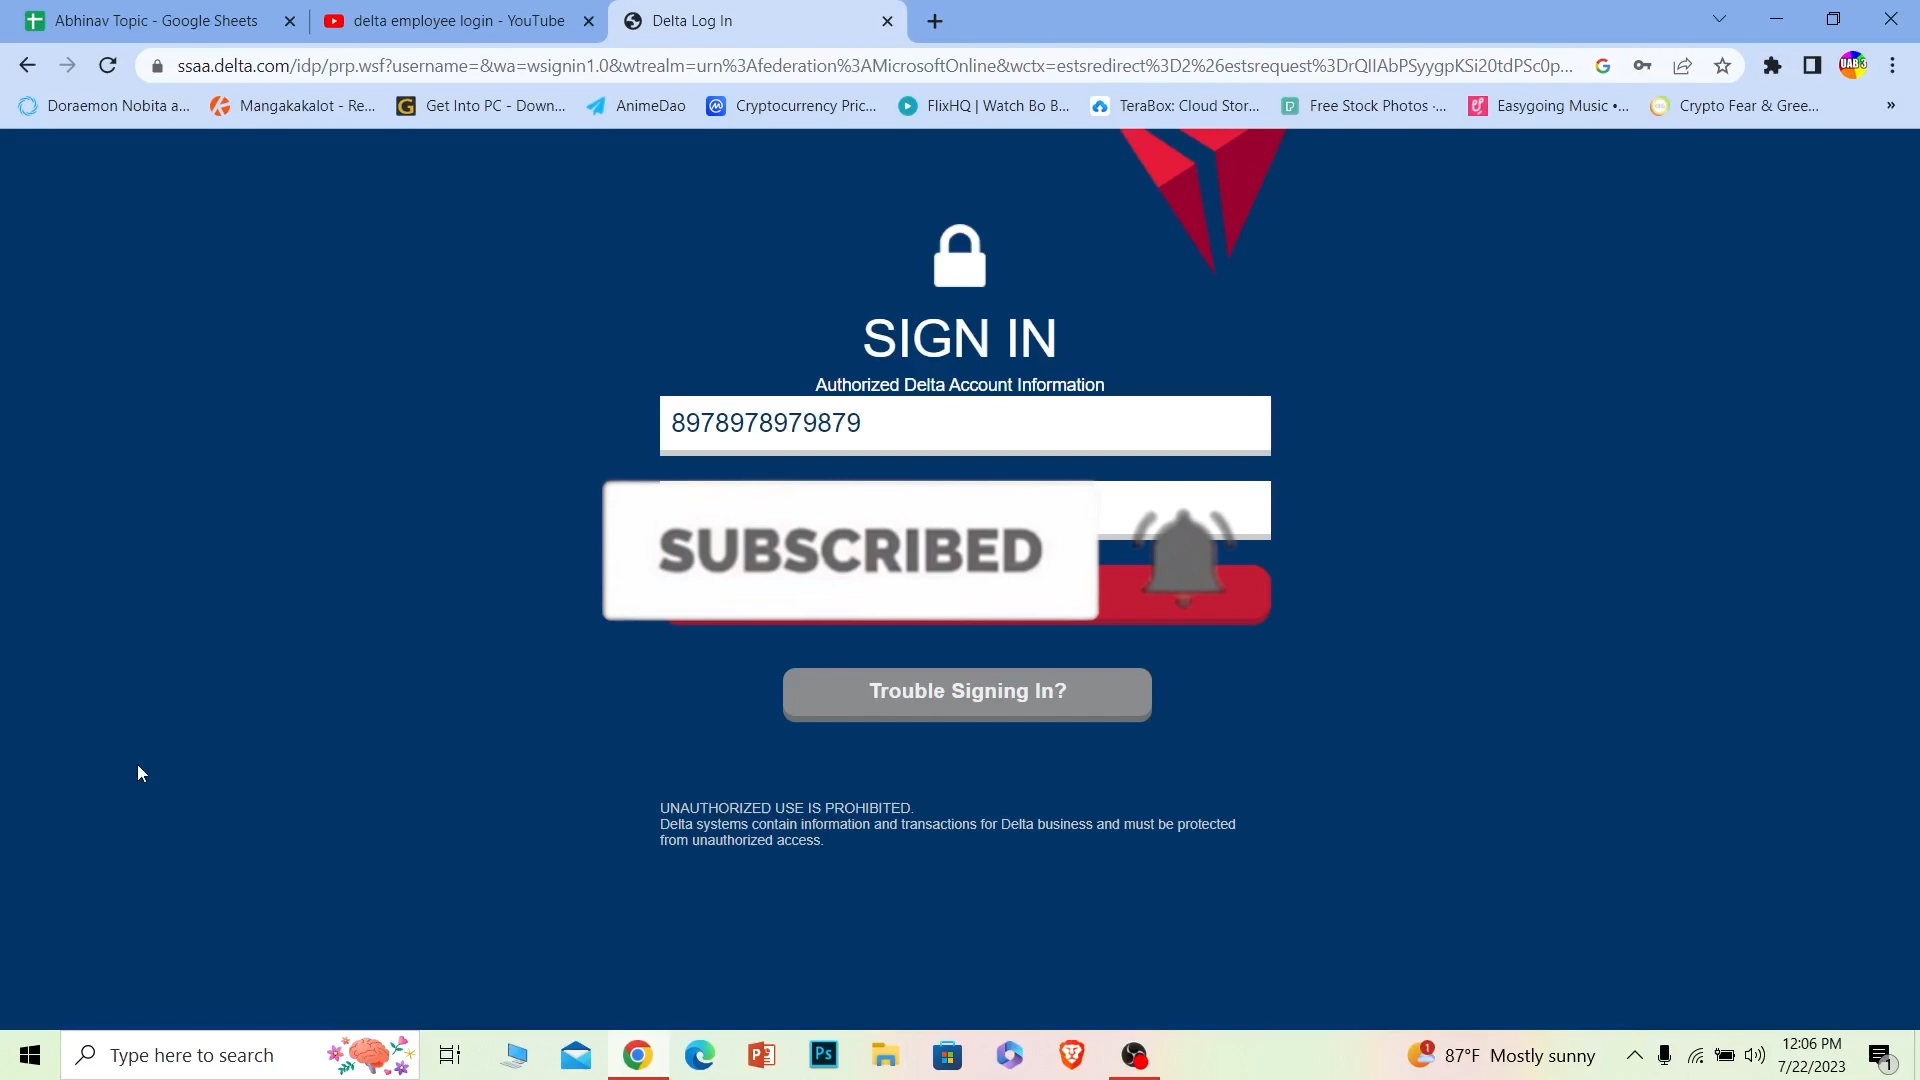 Abhinav Topic - Google Sheets
delta employee login - YouTube
Delta Log In
ssaa.delta.com/idp/prp.wsf?username=&wa=wsignin1.0&wtrealm=urn%3Afederation%3AMicrosoftOnline&wctx=estsredirect%3D2%26estsrequest%3DrQIIAbPSyygpKSi20tdPSc0p...
UAB 3
Doraemon Nobita a...
Mangakakalot - Re...
Get Into PC - Down...
AnimeDao
Cryptocurrency Pric...
FlixHQ | Watch Bo B...
TeraBox: Cloud Stor...
Free Stock Photos ·...
Easygoing Music •...
Crypto Fear & Gree...
»
SIGN IN
Authorized Delta Account Information
8978978979879
SUBSCRIBED
Trouble Signing In?
UNAUTHORIZED USE IS PROHIBITED.
Delta systems contain information and transactions for Delta business and must be protected
from unauthorized access.
Type here to search
Ps
1
87°F Mostly sunny
12:06 PM
7/22/2023
1